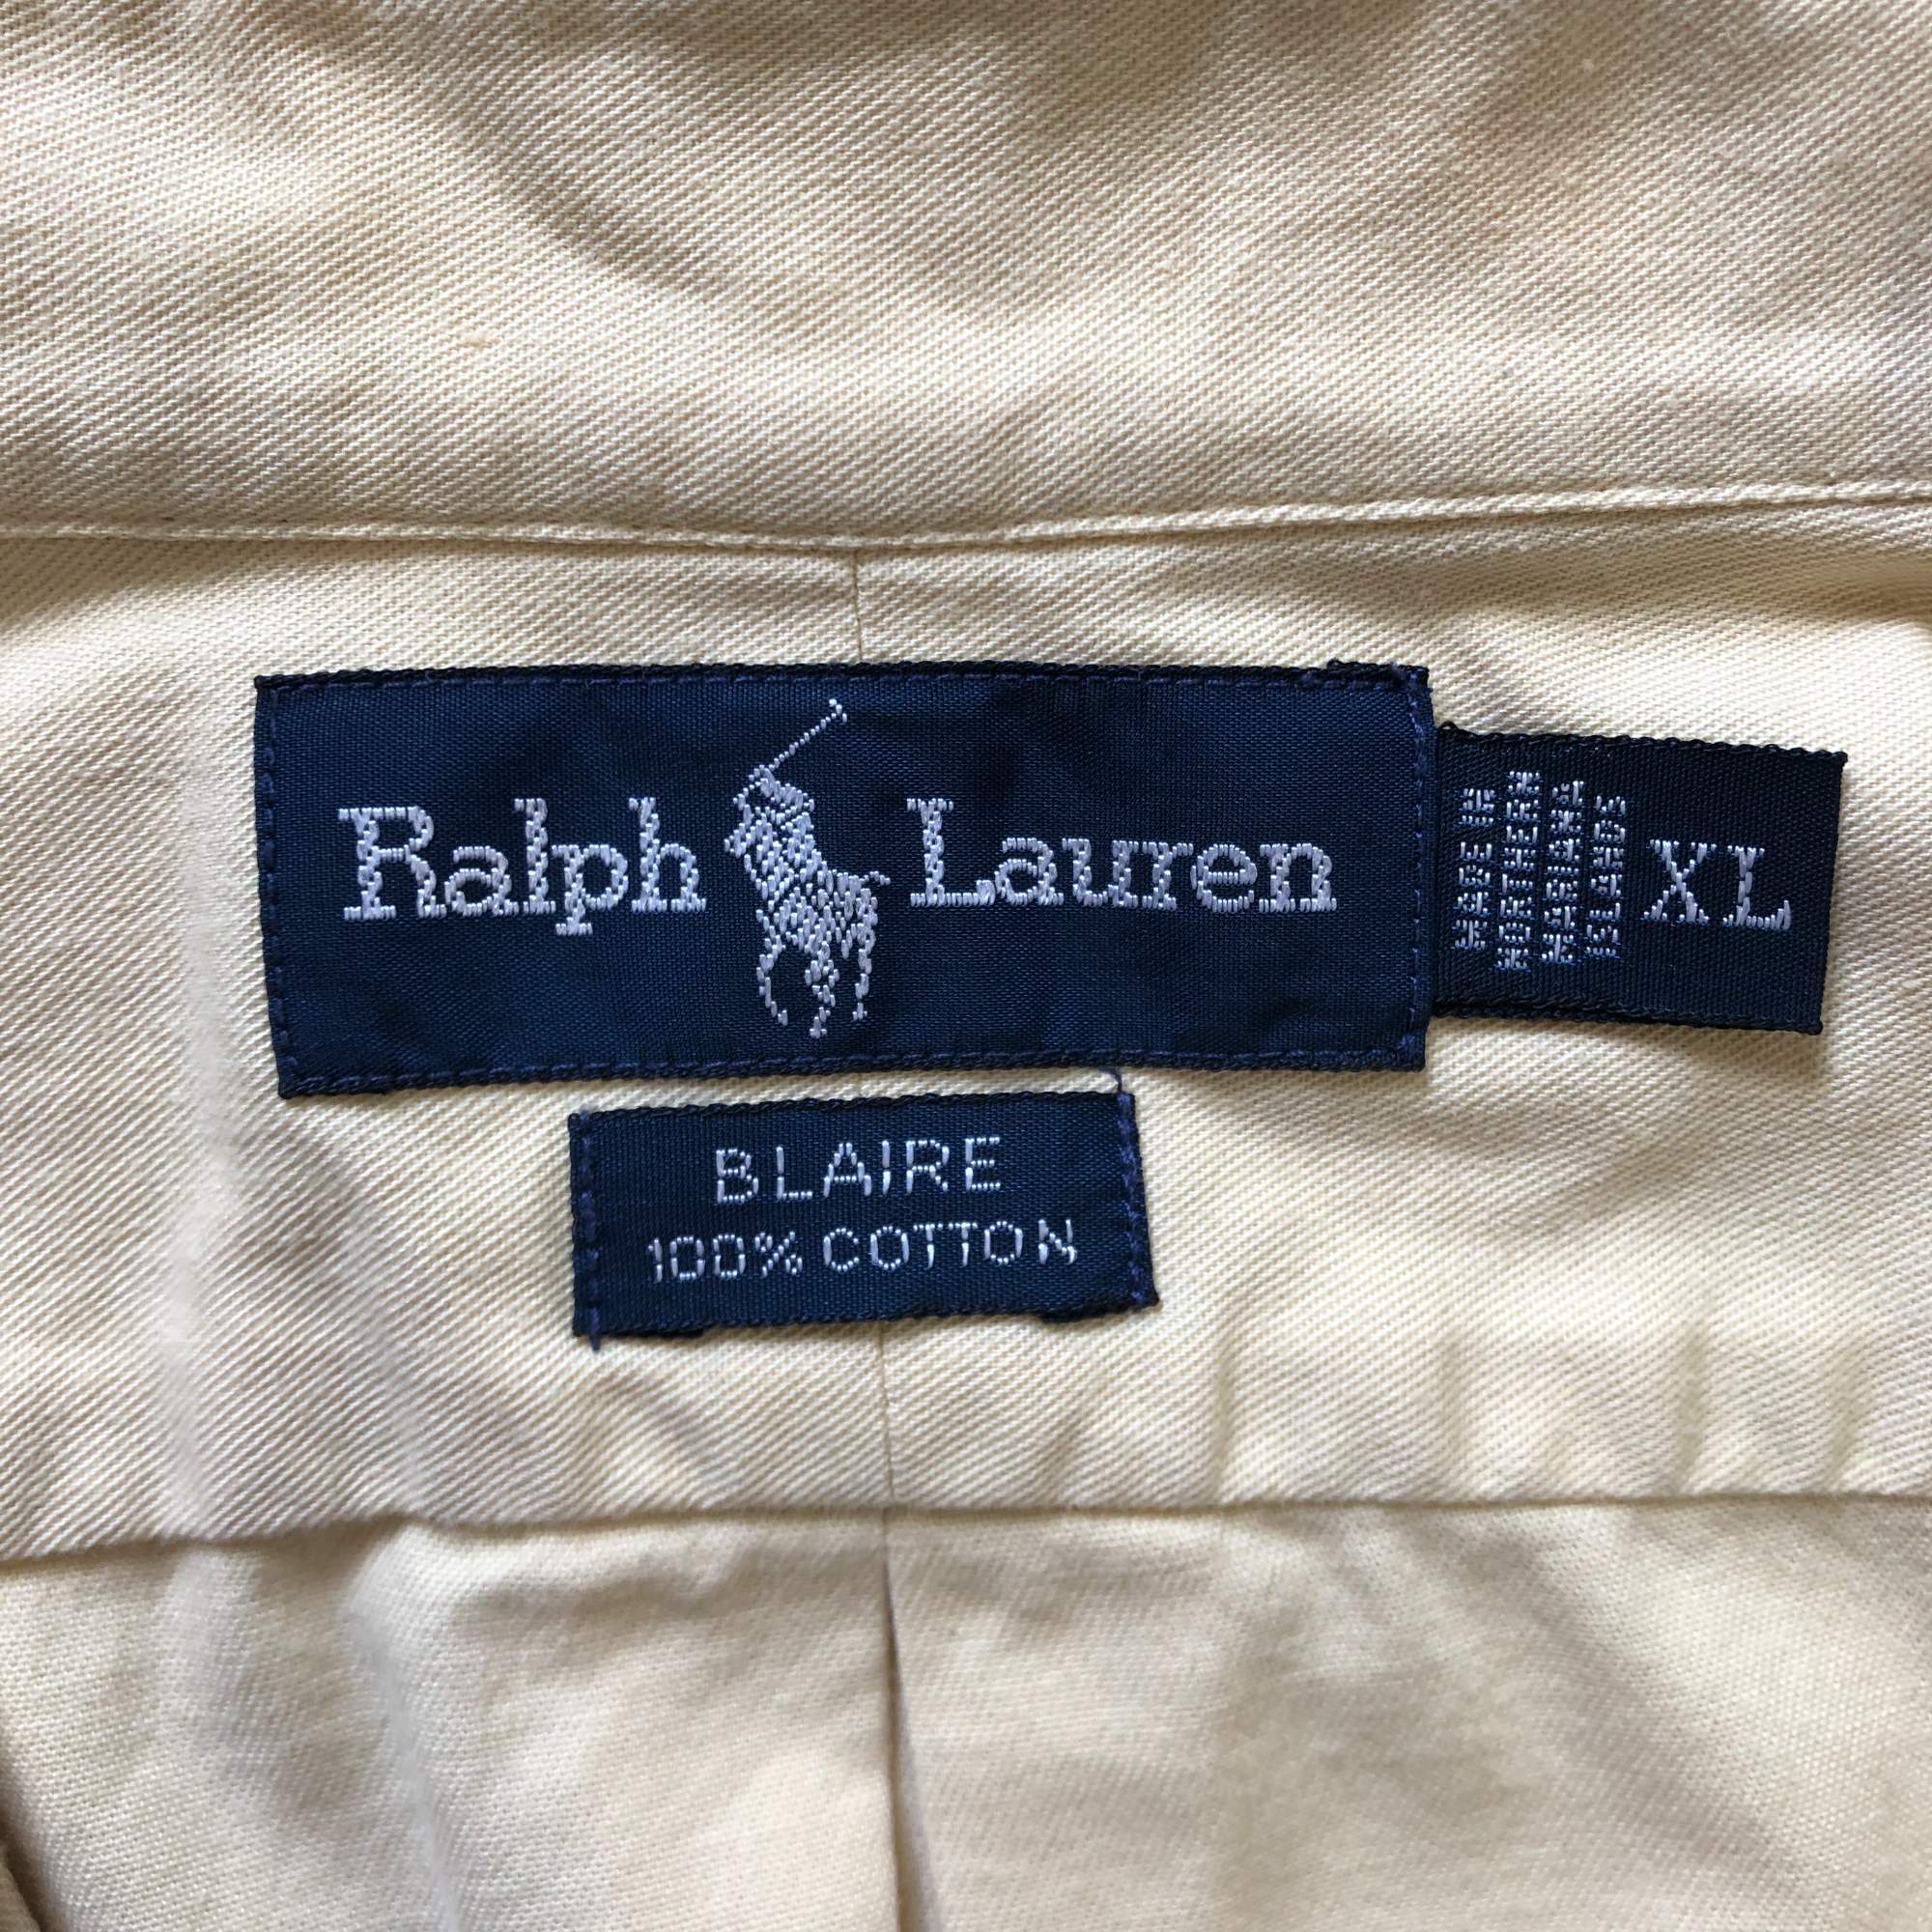 Ralph Lauren
MADE IN
NORTHERN
MARIANA
ISLANDS
XL
BLAIRE
100% COTTON